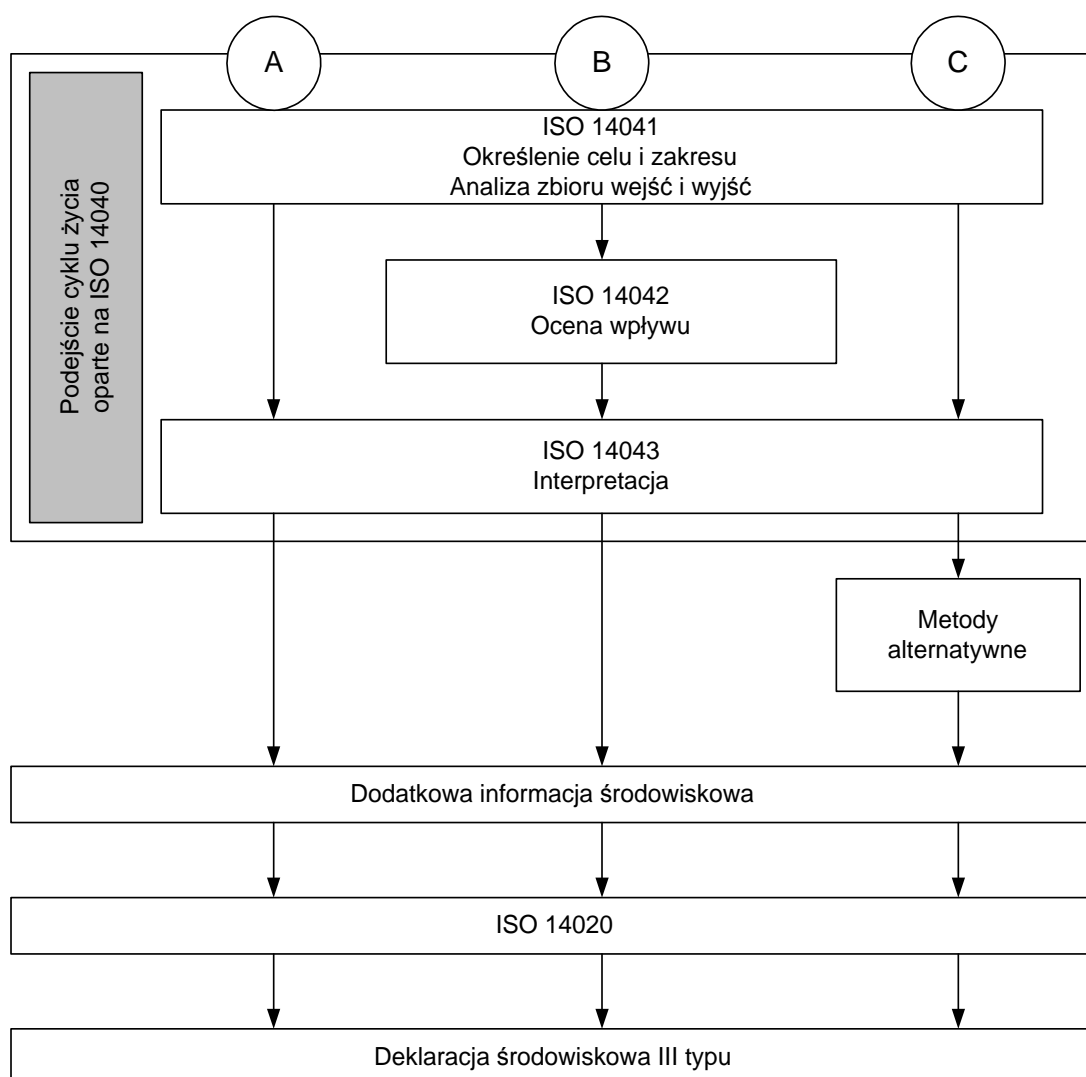 A
B
C
Podejście cyklu życia
oparte na ISO 14040
ISO 14041
Określenie celu i zakresu
Analiza zbioru wejść i wyjść
ISO 14042
Ocena wpływu
ISO 14043
Interpretacja
Metody
alternatywne
Dodatkowa informacja środowiskowa
ISO 14020
Deklaracja środowiskowa III typu